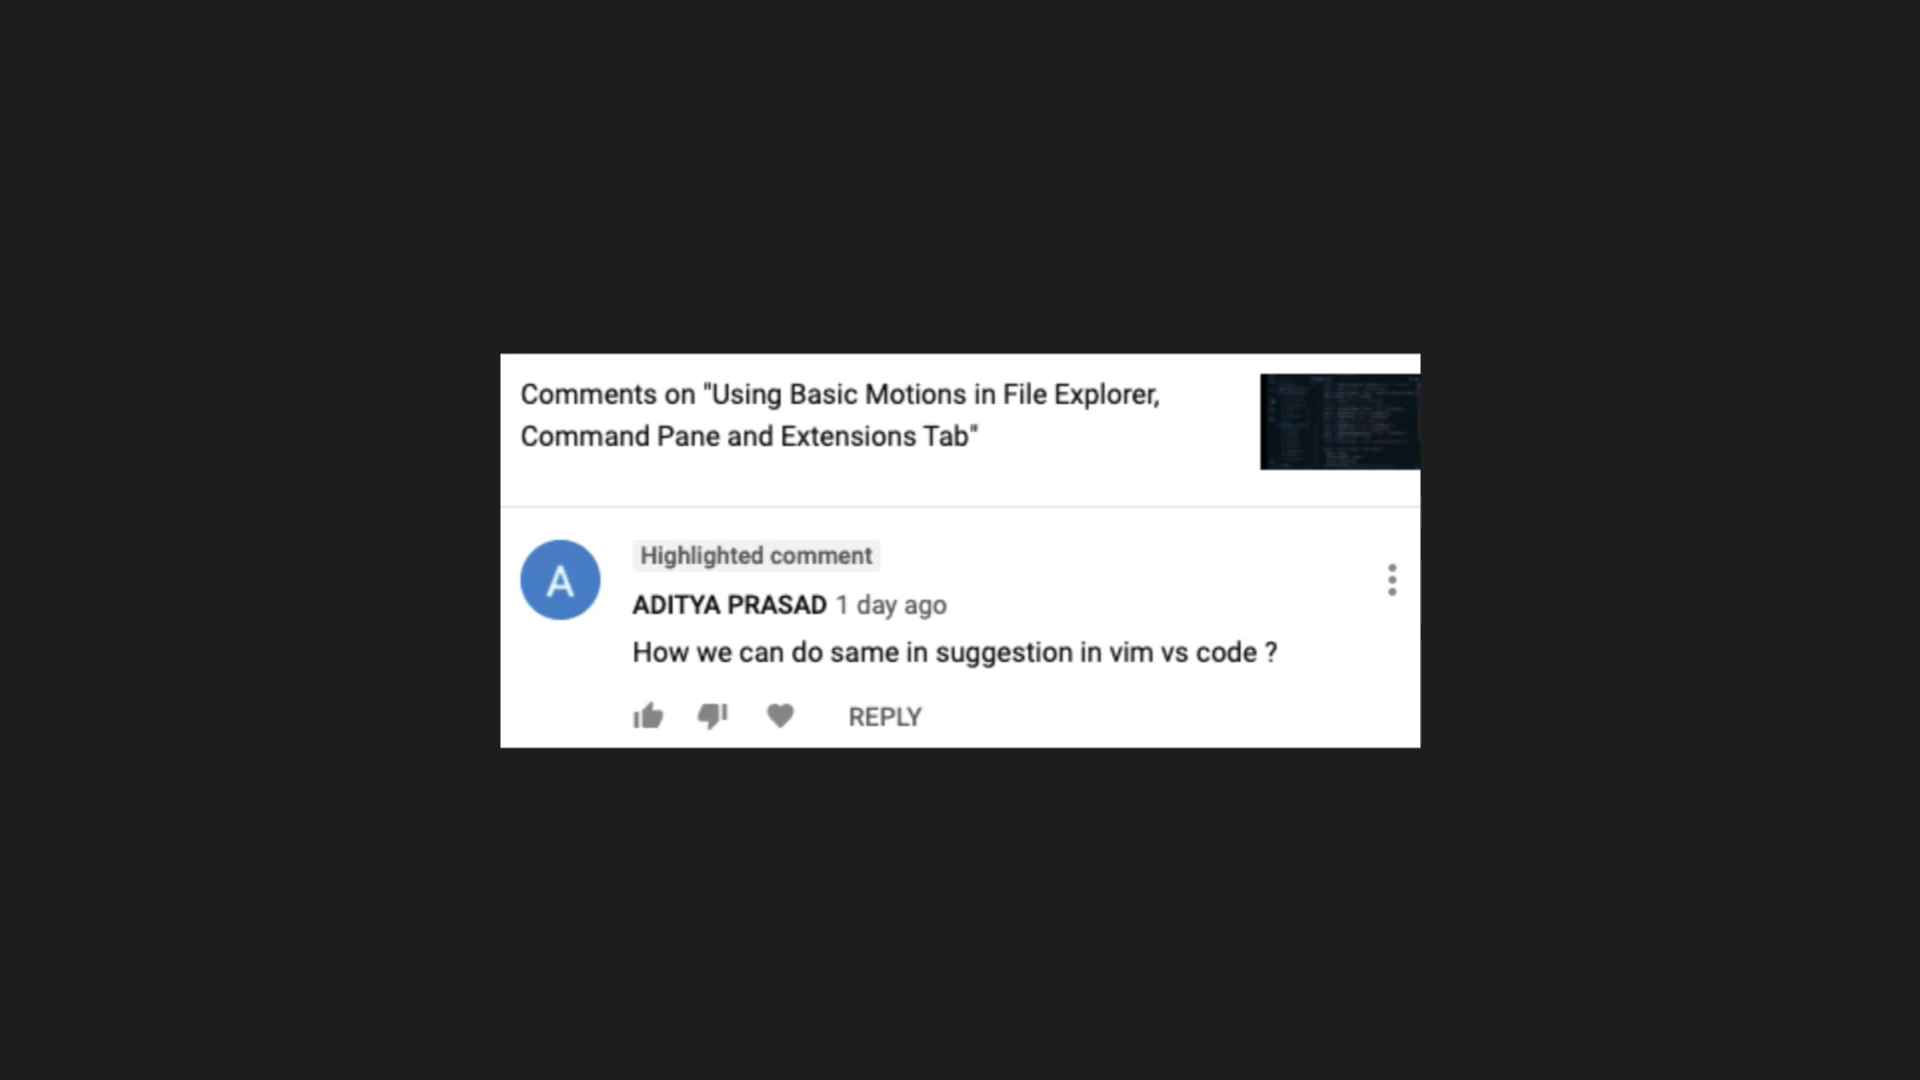 Comments on "Using Basic Motions in File Explorer,
Command Pane and Extensions Tab"
A
Highlighted comment
ADITYA PRASAD 1 day ago
How we can do same in suggestion in vim vs code ?
REPLY